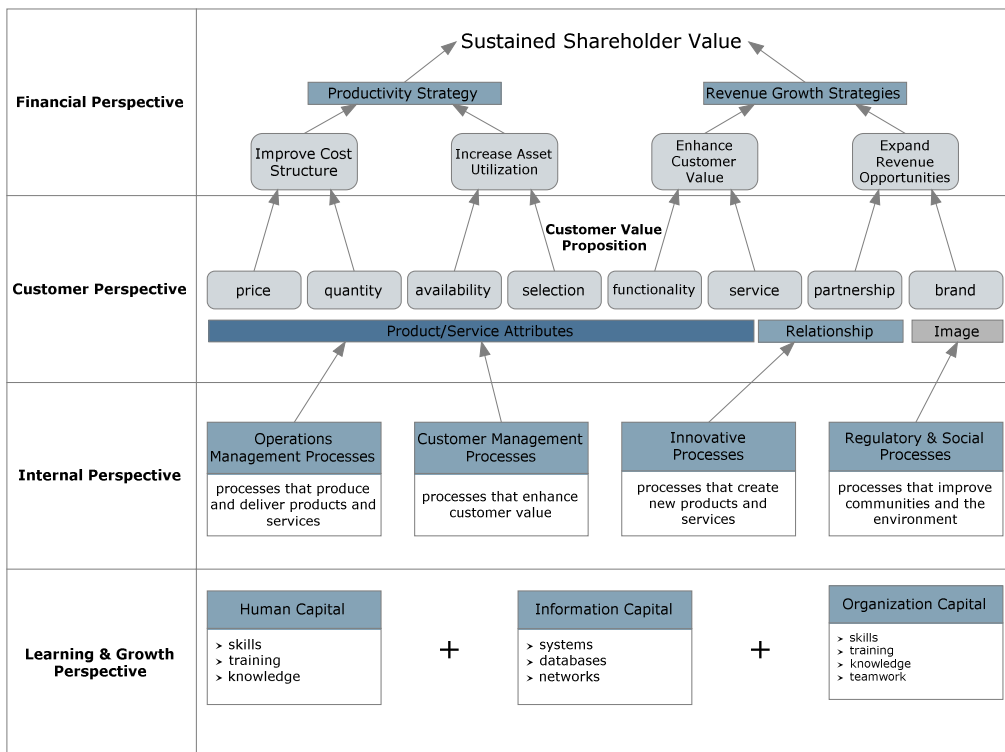 Financial Perspective
Sustained Shareholder Value
Productivity Strategy
Revenue Growth Strategies
Improve Cost
Structure
Increase Asset
Utilization
Enhance
Customer
Value
Expand
Revenue
Opportunities
Customer Perspective
Customer Value
Proposition
price
quantity
availability
selection
functionality
service
partnership
brand
Product/Service Attributes
Relationship
Image
Internal Perspective
Operations
Management Processes
processes that produce
and deliver products and
services
Customer Management
Processes
processes that enhance
customer value
Innovative
Processes
processes that create
new products and
services
Regulatory & Social
Processes
processes that improve
communities and the
environment
Learning & Growth
Perspective
Human Capital
➢ skills
➢ training
➢ knowledge
+
Information Capital
➢ systems
➢ databases
➢ networks
+
Organization Capital
➢ skills
➢ training
➢ knowledge
➢ teamwork